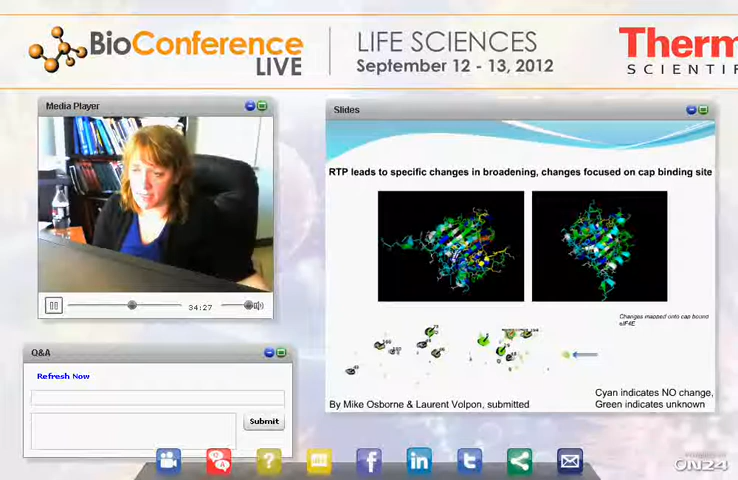 BioConference
LIVE
LIFE SCIENCES
September 12 - 13, 2012
Therm
SCIENTIF
Media Player
34:27
Q&A
Refresh Now
Submit
Slides
RTP leads to specific changes in broadening, changes focused on cap binding site
Changes mapped onto cap bound
eIF4E
By Mike Osborne & Laurent Volpon, submitted
Cyan indicates NO change,
Green indicates unknown
Q
A
?
f
in
t
ON24